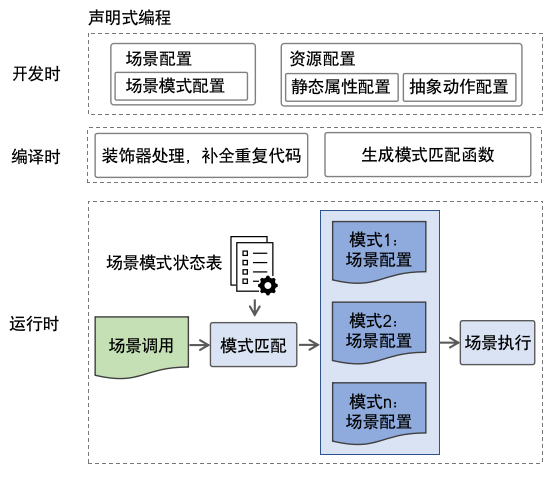 声明式编程
开发时
场景配置
场景模式配置
资源配置
静态属性配置
抽象动作配置
编译时
装饰器处理，补全重复代码
生成模式匹配函数
运行时
场景模式状态表
场景调用
模式匹配
模式1：
场景配置
模式2：
场景配置
模式n：
场景配置
场景执行